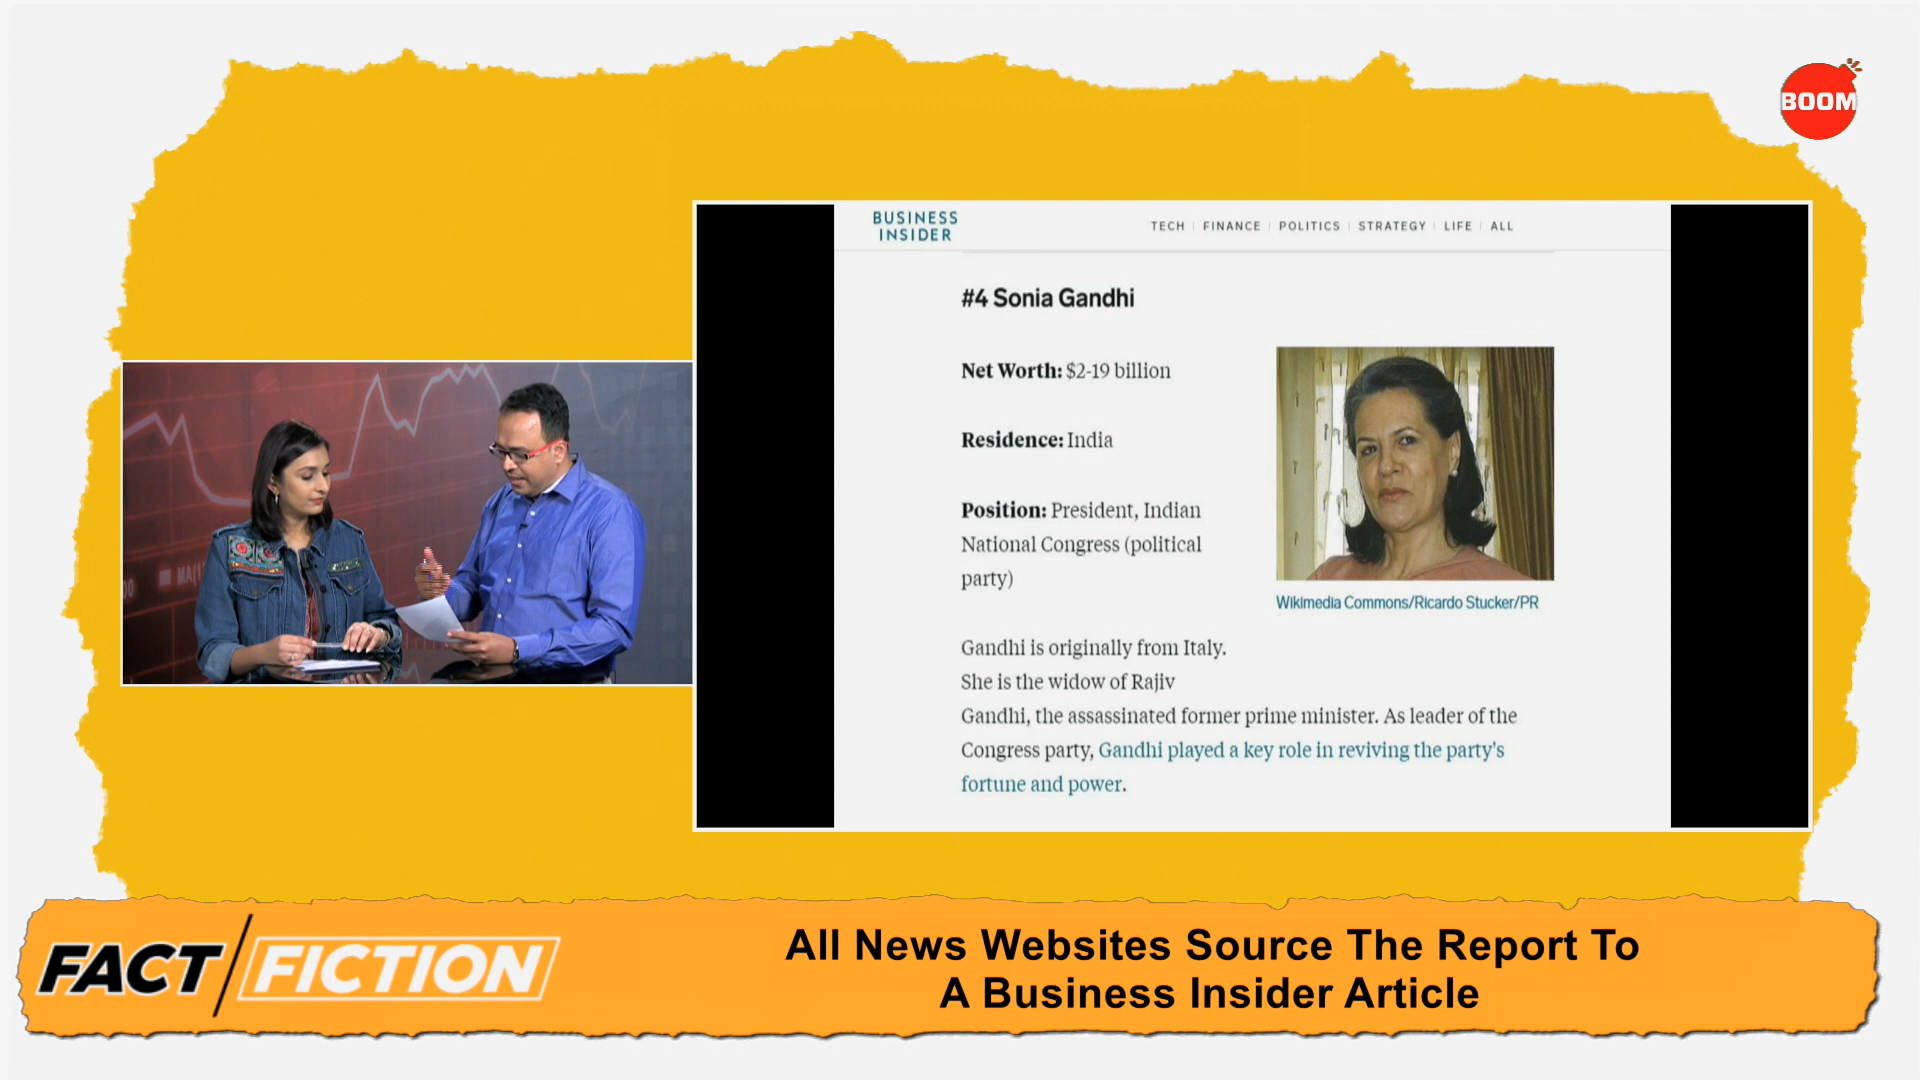 BOOM
BUSINESS
INSIDER
TECH | FINANCE | POLITICS | STRATEGY | LIFE | ALL
#4 Sonia Gandhi
Net Worth: $2-19 billion
Residence: India
Position: President, Indian
National Congress (political
party)
Wikimedia Commons/Ricardo Stucker/PR
Gandhi is originally from Italy.
She is the widow of Rajiv
Gandhi, the assassinated former prime minister. As leader of the
Congress party, Gandhi played a key role in reviving the party's
fortune and power.
FACT/FICTION
All News Websites Source The Report To
A Business Insider Article